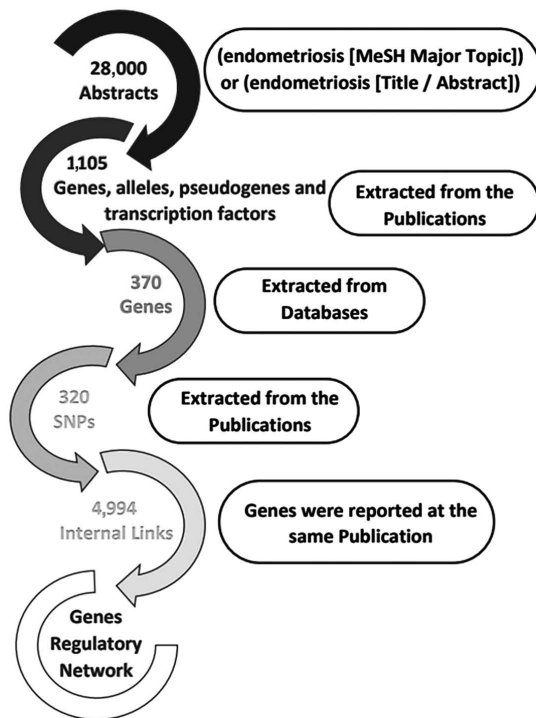 28,000
Abstracts
(endometriosis [MeSH Major Topic])
or (endometriosis [Title / Abstract])
1,105
Genes, alleles, pseudogenes and
transcription factors
Extracted from the
Publications
370
Genes
Extracted from
Databases
320
SNPs
Extracted from the
Publications
4,994
Internal Links
Genes were reported at the
same Publication
Genes
Regulatory
Network